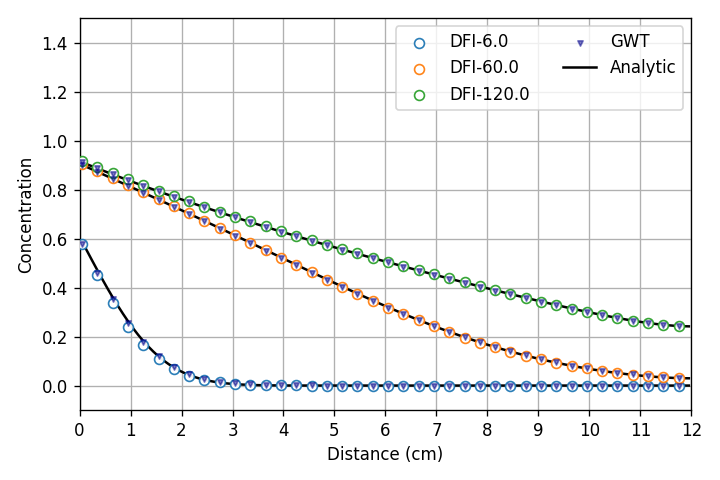 DFI-6.0
DFI-60.0
DFI-120.0
GWT
Analytic
1.4
1.2
1.0
0.8
0.6
0.4
0.2
0.0
Concentration
0 1 2 3 4 5 6 7 8 9 10 11 12
Distance (cm)